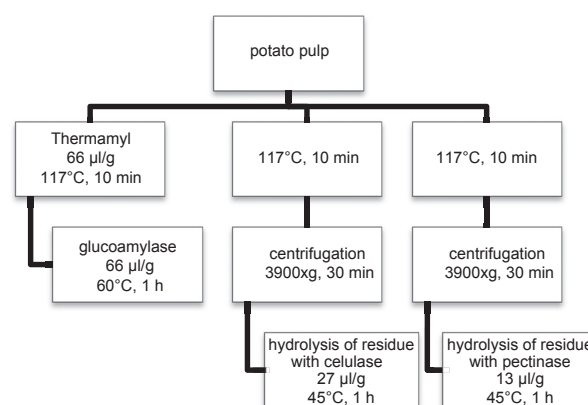 potato pulp
Thermamyl
66 µl/g
117°C, 10 min
117°C, 10 min
117°C, 10 min
glucoamylase
66 µl/g
60°C, 1 h
centrifugation
3900xg, 30 min
centrifugation
3900xg, 30 min
hydrolysis of residue
with celulase
27 µl/g
45°C, 1 h
hydrolysis of residue
with pectinase
13 µl/g
45°C, 1 h